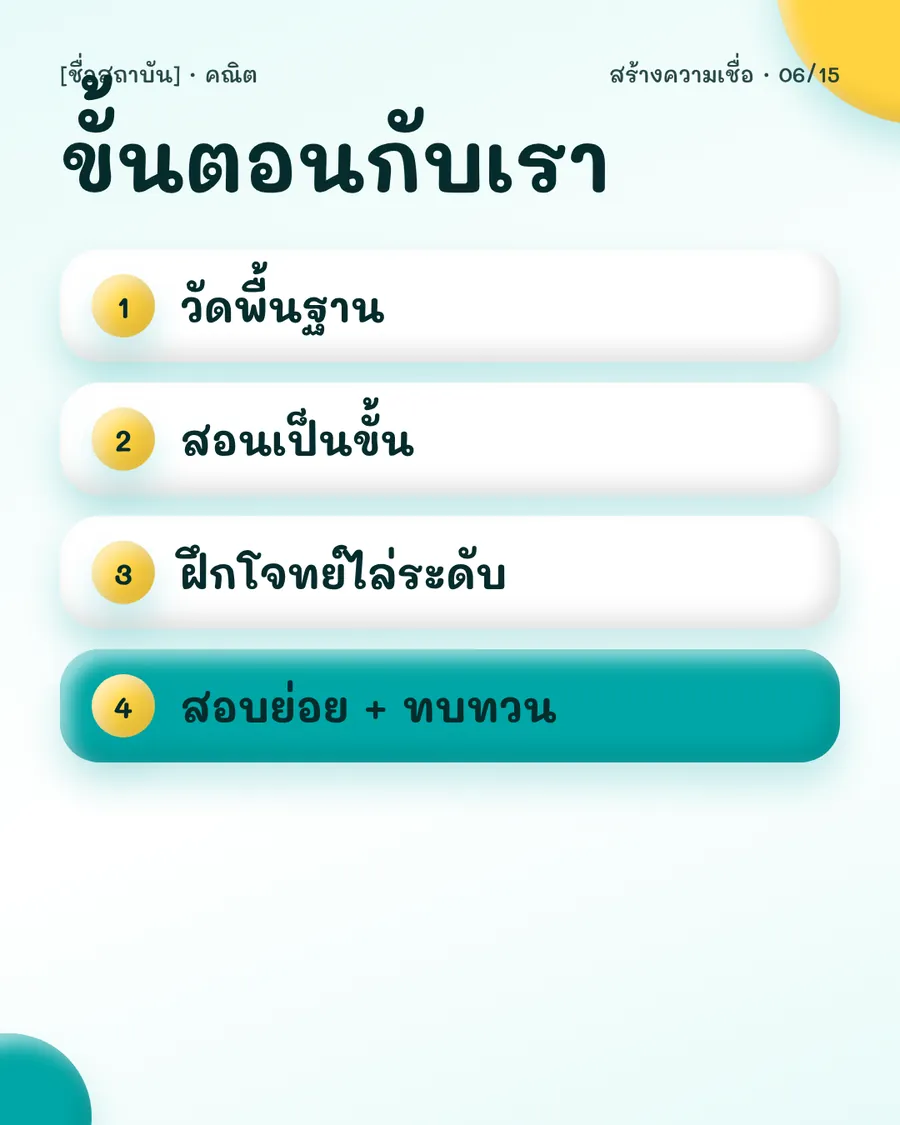 [ชื่อสถาบัน] · คณิต
สร้างความเชื่อ · 06/15
ขั้นตอนกับเรา
1 วัดพื้นฐาน
2 สอนเป็นขั้น
3 ฝึกโจทย์ไล่ระดับ
4 สอบย่อย + ทบทวน